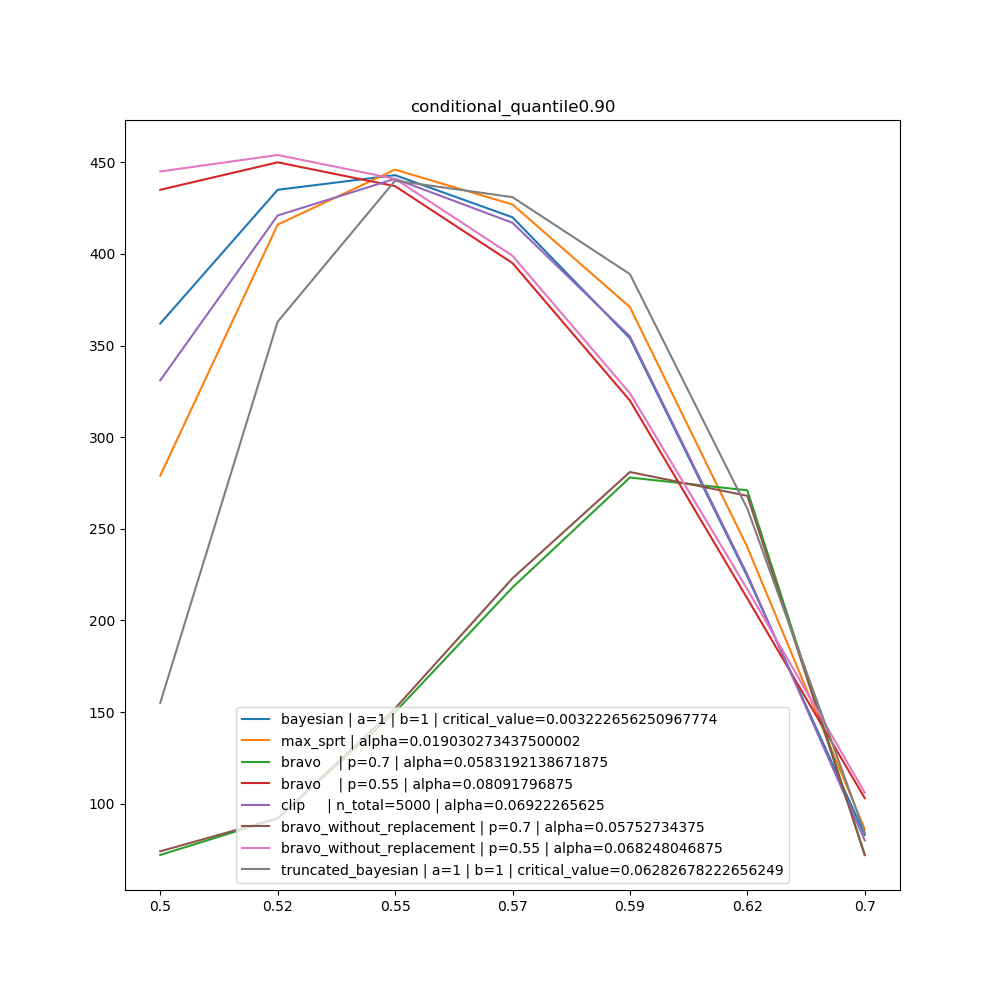 conditional_quantile0.90
450
400
350
300
250
200
150
100
bayesian | a=1 | b=1 | critical_value=0.003222656250967774
max_sprt | alpha=0.019030273437500002
bravo    | p=0.7 | alpha=0.0583192138671875
bravo    | p=0.55 | alpha=0.08091796875
clip     | n_total=5000 | alpha=0.06922265625
bravo_without_replacement | p=0.7 | alpha=0.05752734375
bravo_without_replacement | p=0.55 | alpha=0.068248046875
truncated_bayesian | a=1 | b=1 | critical_value=0.06282678222656249
0.5 0.52 0.55 0.57 0.59 0.62 0.7